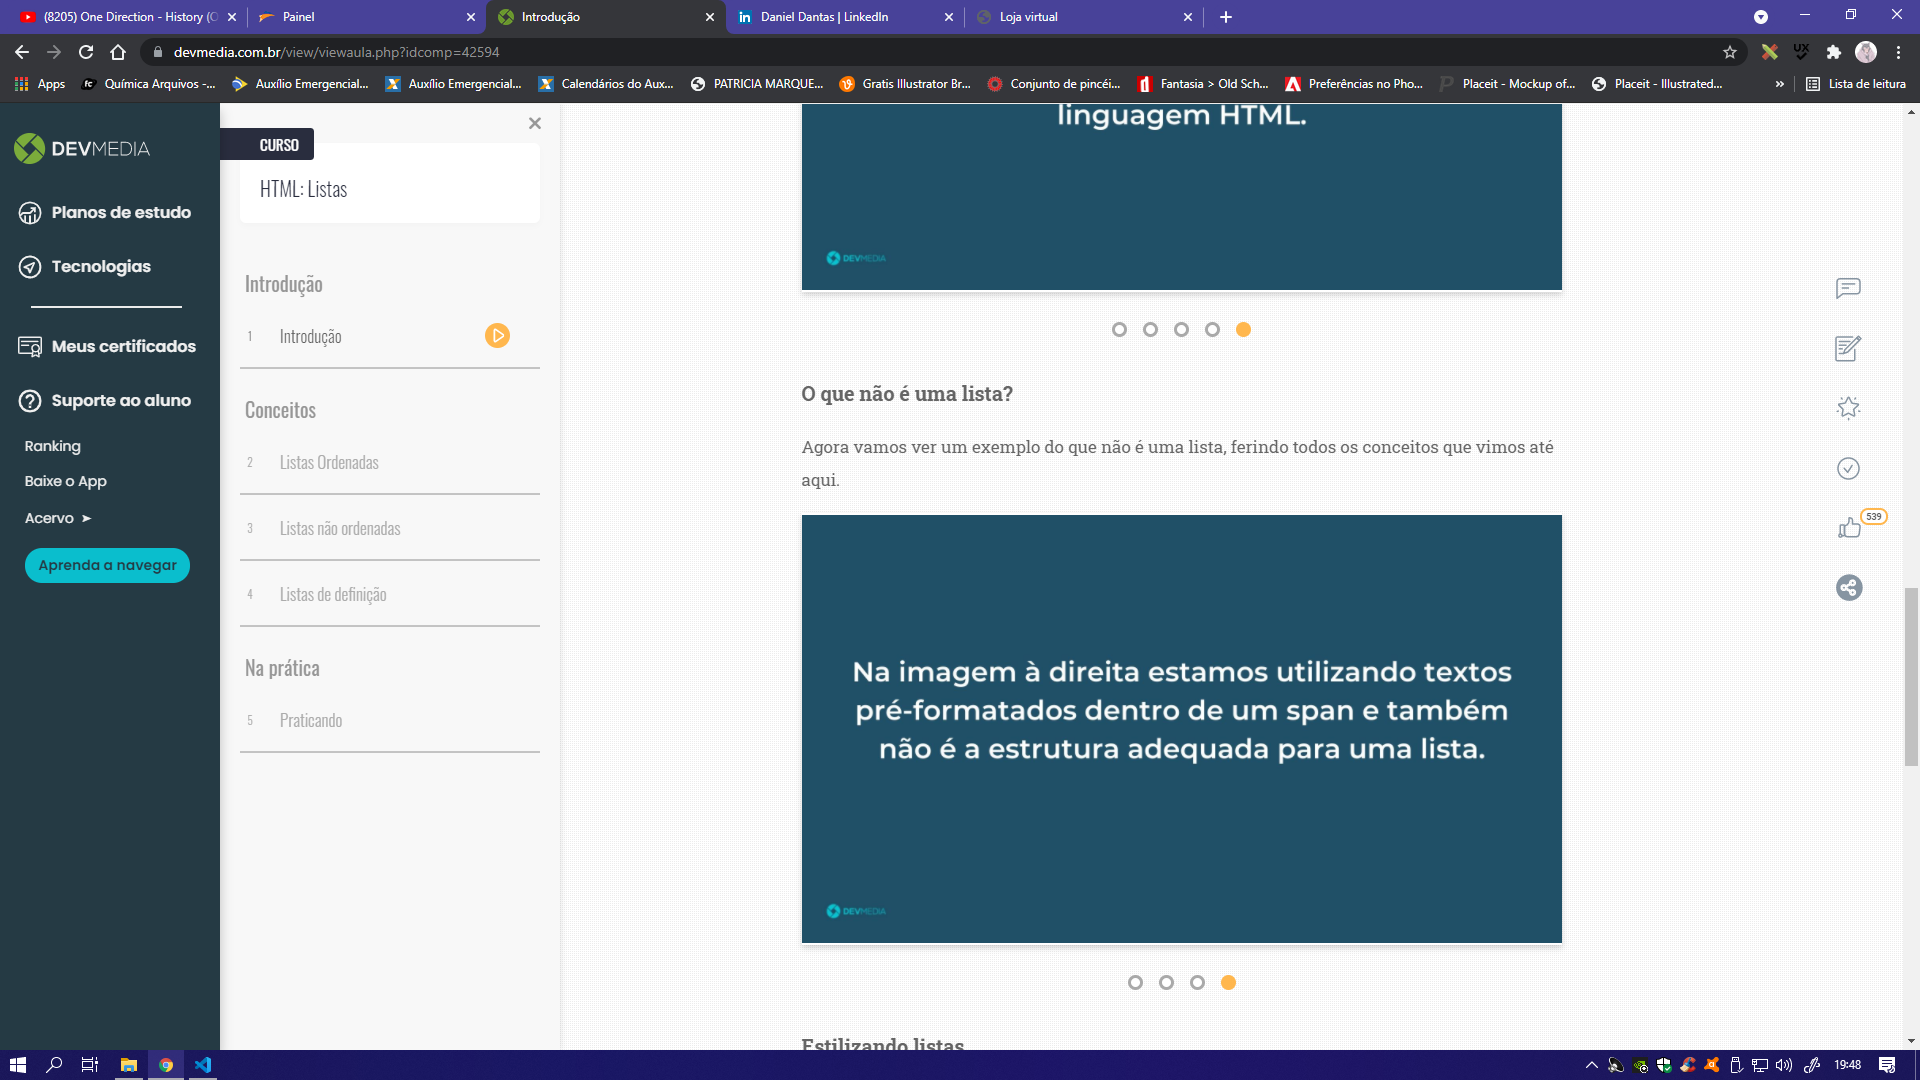 (8205) One Direction - History (O
Painel
Introdução
Daniel Dantas | LinkedIn
Loja virtual
devmedia.com.br/view/viewaula.php?idcomp=42594
Apps
Química Arquivos -...
Auxílio Emergencial...
Auxílio Emergencial...
Calendários do Aux...
PATRICIA MARQUE...
Gratis Illustrator Br...
Conjunto de pincéi...
Fantasia > Old Sch...
Preferências no Pho...
Placeit - Mockup of...
Placeit - Illustrated...
»
Lista de leitura
DEVMEDIA
Planos de estudo
Tecnologias
Meus certificados
Suporte ao aluno
Ranking
Baixe o App
Acervo ➤
Aprenda a navegar
CURSO
HTML: Listas
Introdução
1 Introdução
Conceitos
2 Listas Ordenadas
3 Listas não ordenadas
4 Listas de definição
Na prática
5 Praticando
linguagem HTML.
DEVMEDIA
O que não é uma lista?
Agora vamos ver um exemplo do que não é uma lista, ferindo todos os conceitos que vimos até
aqui.
Na imagem à direita estamos utilizando textos
pré-formatados dentro de um span e também
não é a estrutura adequada para uma lista.
DEVMEDIA
Estilizando listas
539
19:48